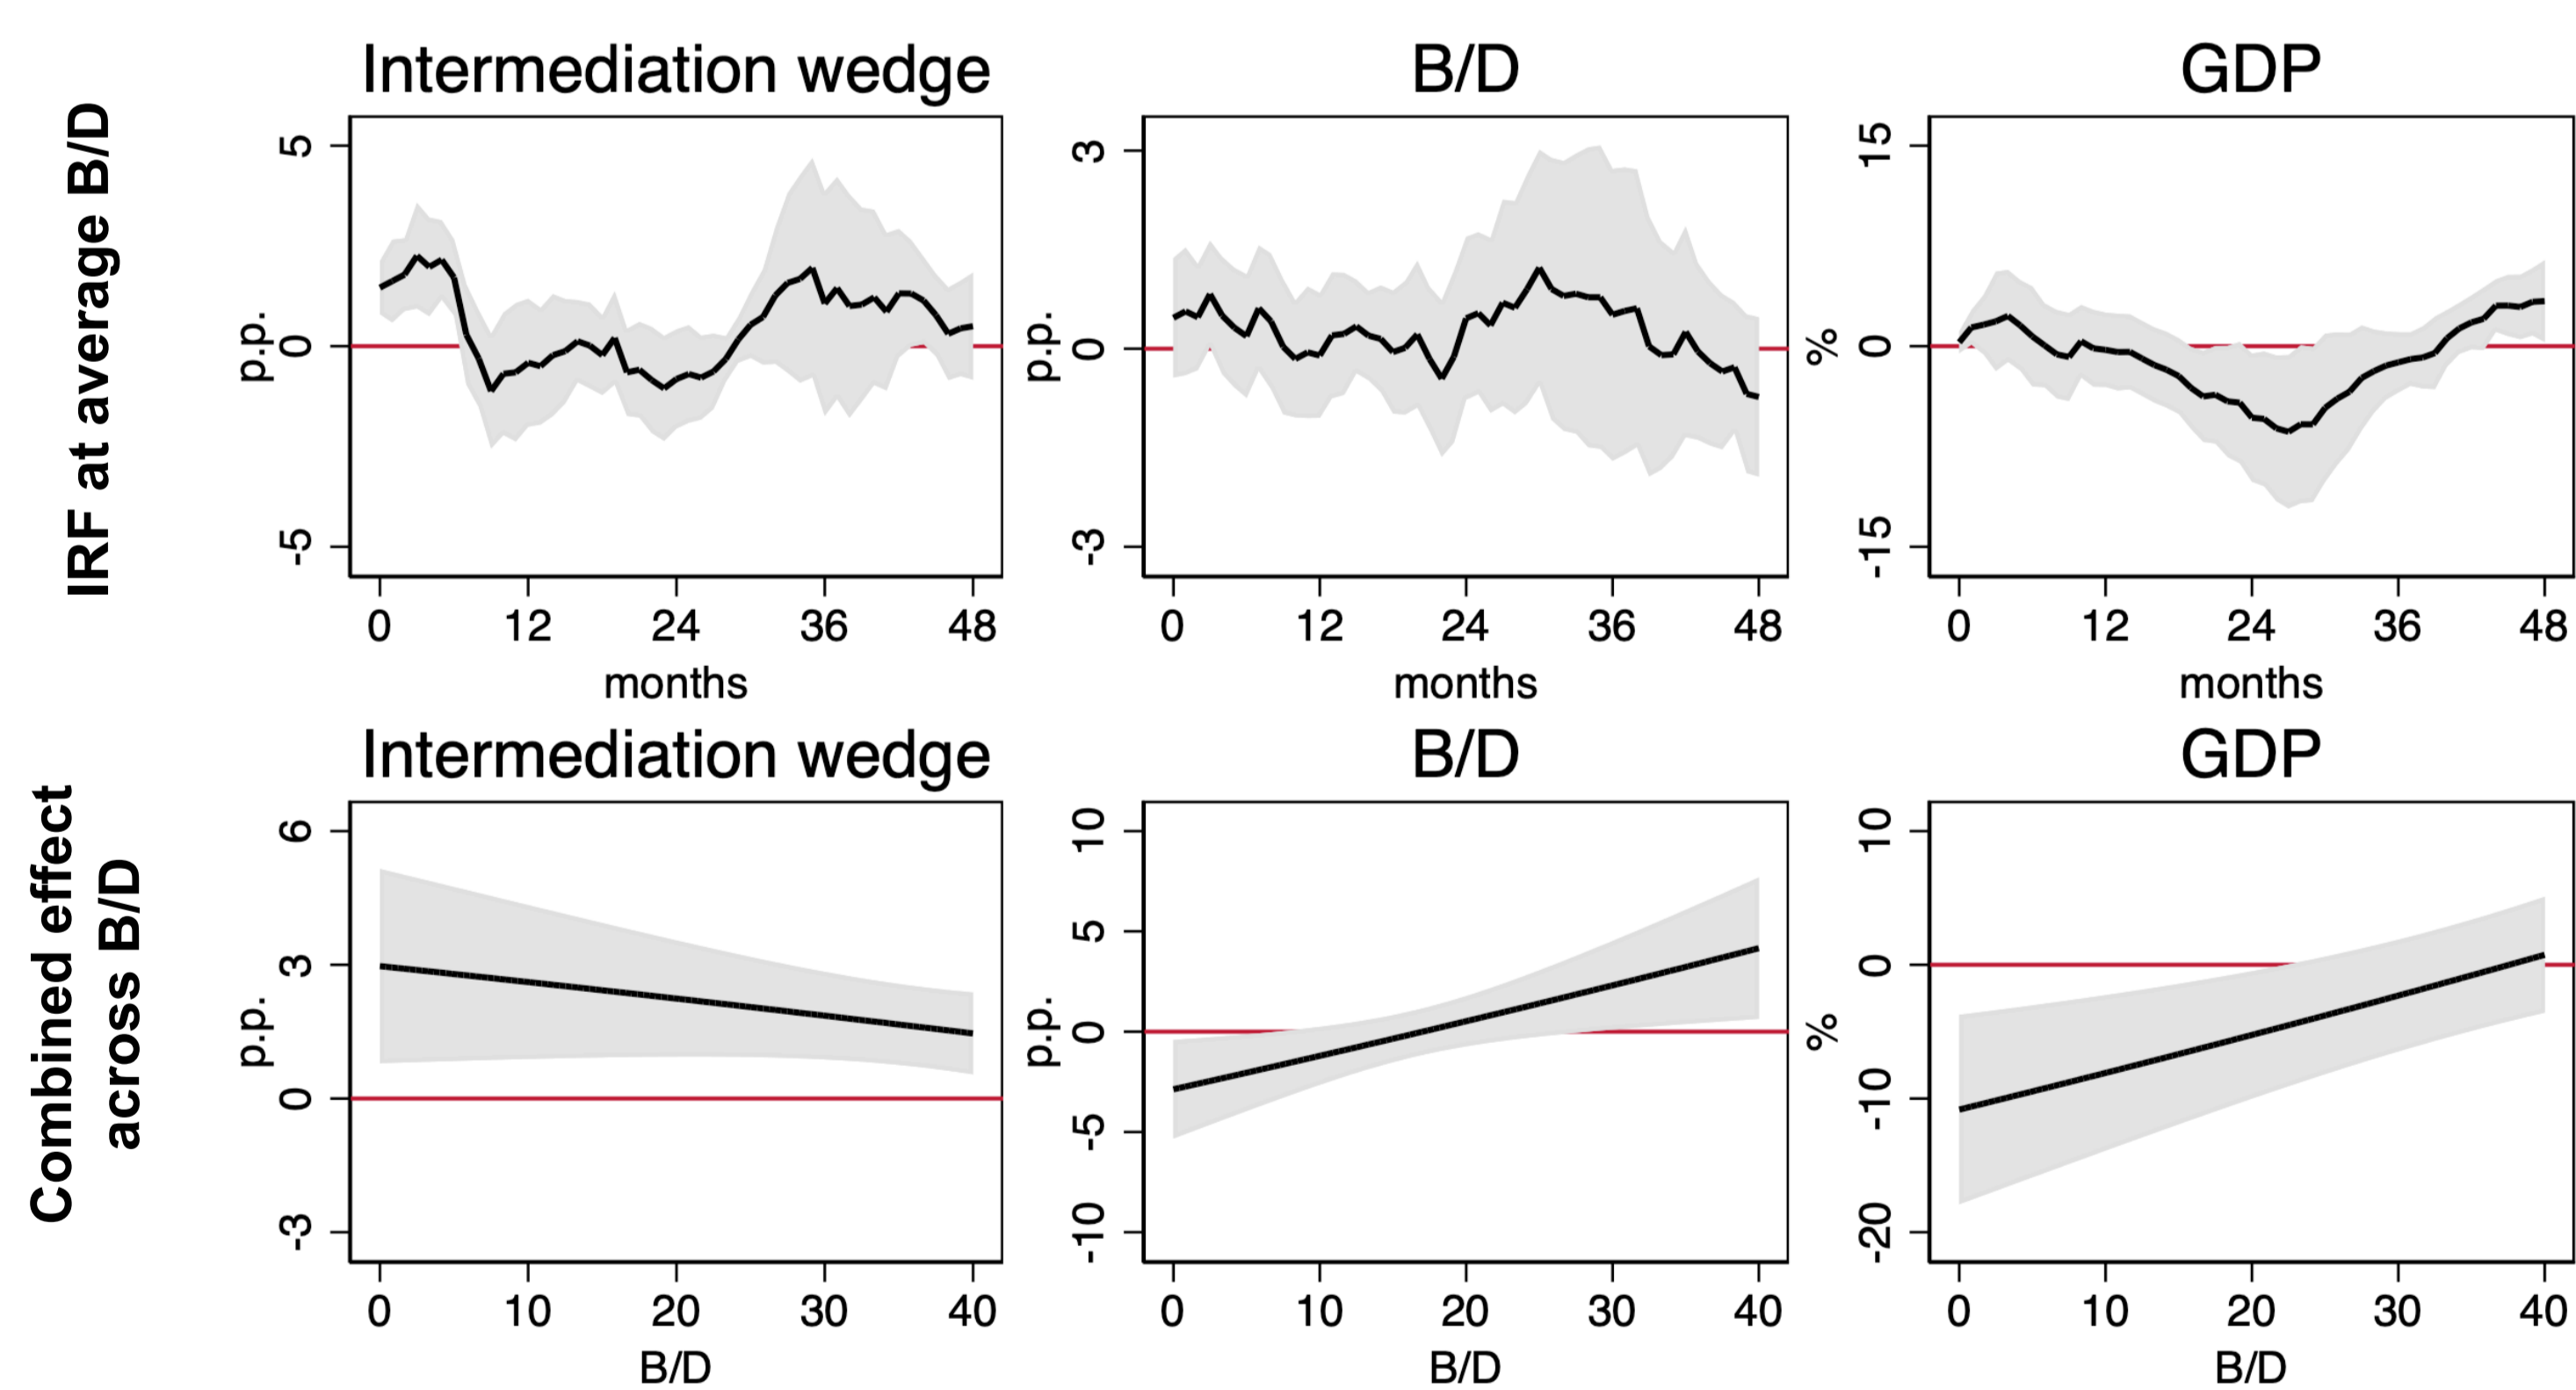 Intermediation wedge
B/D
GDP
IRF at average B/D
p.p.
5
0
-5
0 12 24 36 48
months
p.p.
3
0
-3
0 12 24 36 48
months
%
15
0
-15
0 12 24 36 48
months
Intermediation wedge
B/D
GDP
Combined effect
across B/D
p.p.
6
3
0
-3
0 10 20 30 40
B/D
p.p.
10
5
0
-5
-10
0 10 20 30 40
B/D
%
10
0
-10
-20
0 10 20 30 40
B/D